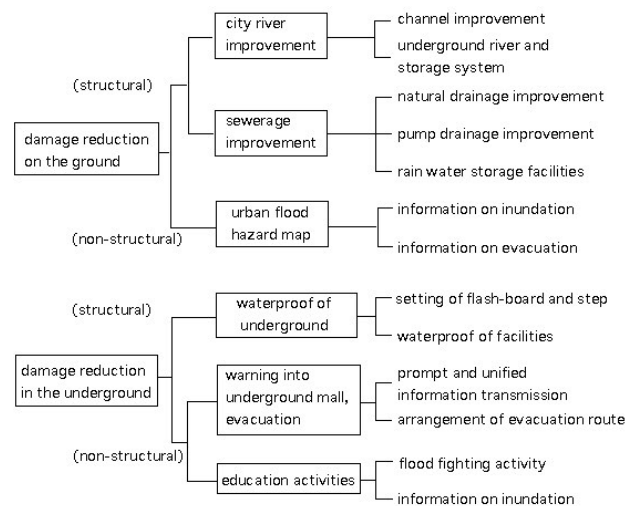 city river
improvement
channel improvement
underground river and
storage system
(structural)
sewerage
improvement
natural drainage improvement
pump drainage improvement
rain water storage facilities
damage reduction
on the ground
urban flood
hazard map
information on inundation
information on evacuation
(non-structural)
(structural)
waterproof of
underground
setting of flash-board and step
waterproof of facilities
damage reduction
in the underground
warning into
underground mall,
evacuation
prompt and unified
information transmission
arrangement of evacuation route
(non-structural)
education activities
flood fighting activity
information on inundation